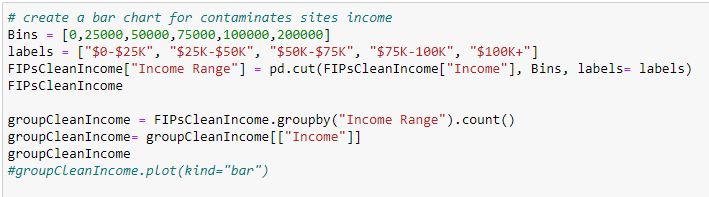 # create a bar chart for contaminates sites income
Bins = [0,25000,50000,75000,100000,200000]
labels = ["$0-$25K", "$25K-$50K", "$50K-$75K", "$75K-100K", "$100K+"]
FIPsCleanIncome["Income Range"] = pd.cut(FIPsCleanIncome["Income"], Bins, labels= labels)
FIPsCleanIncome
groupCleanIncome = FIPsCleanIncome.groupby("Income Range").count()
groupCleanIncome= groupCleanIncome[["Income"]]
groupCleanIncome
#groupCleanIncome.plot(kind="bar")